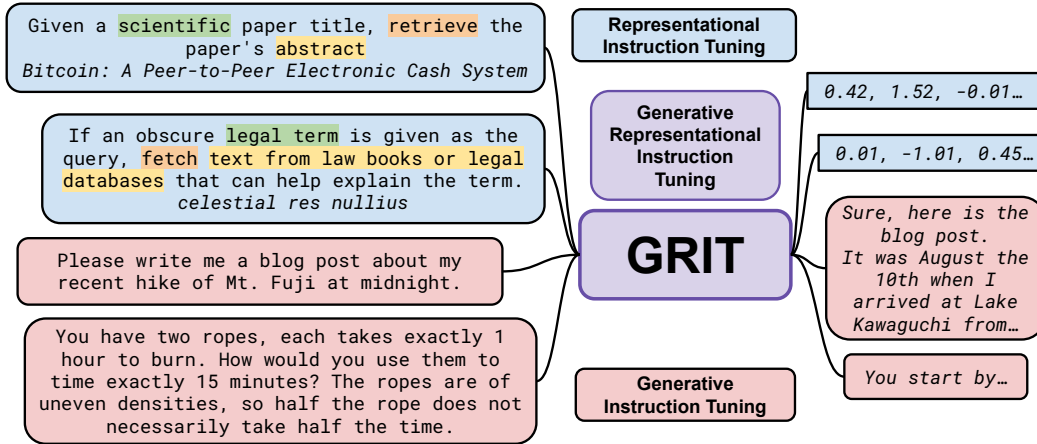 Given a scientific paper title, retrieve the
paper's abstract
Bitcoin: A Peer-to-Peer Electronic Cash System
If an obscure legal term is given as the
query, fetch text from law books or legal
databases that can help explain the term.
celestial res nullius
Please write me a blog post about my
recent hike of Mt. Fuji at midnight.
You have two ropes, each takes exactly 1
hour to burn. How would you use them to
time exactly 15 minutes? The ropes are of
uneven densities, so half the rope does not
necessarily take half the time.
Representational
Instruction Tuning
Generative
Representational
Instruction
Tuning
GRIT
Generative
Instruction Tuning
0.42, 1.52, -0.01…
0.01, -1.01, 0.45…
Sure, here is the
blog post.
It was August the
10th when I
arrived at Lake
Kawaguchi from…
You start by…